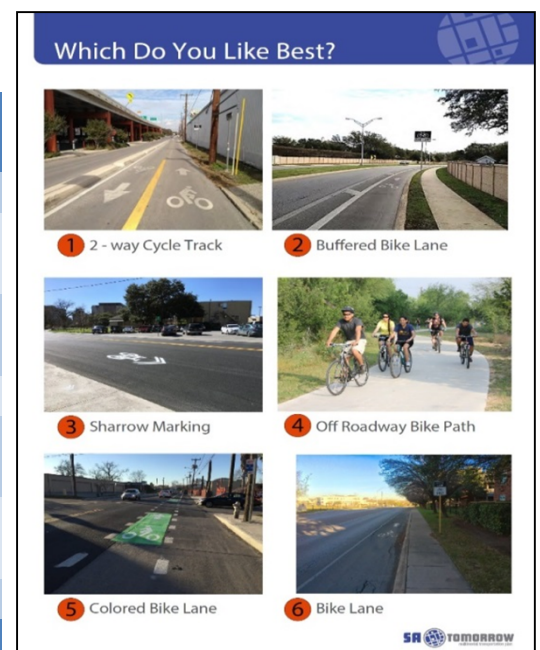 Which Do You Like Best?
1 2 - way Cycle Track
2 Buffered Bike Lane
3 Sharrow Marking
4 Off Roadway Bike Path
5 Colored Bike Lane
6 Bike Lane
SA TOMORROW